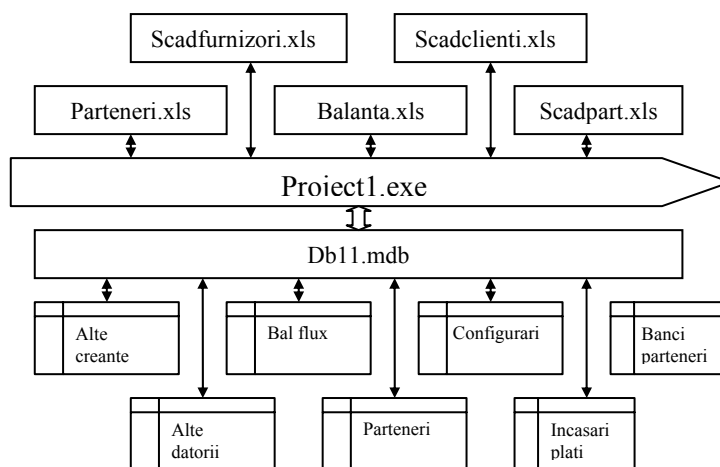 Scadfurnizori.xls
Scadclienti.xls
Parteneri.xls
Balanta.xls
Scadpart.xls
Proiect1.exe
Db11.mdb
Alte
creante
Bal flux
Configurari
Banci
parteneri
Alte
datorii
Parteneri
Incasari
plati